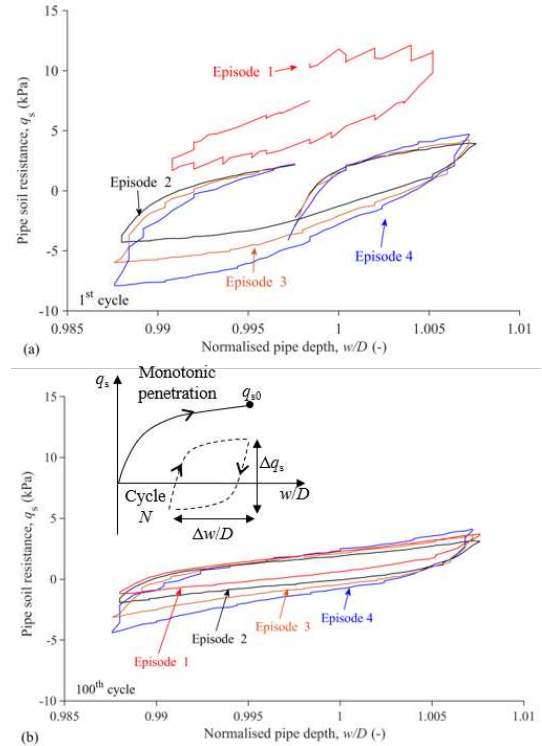 15
10
5
0
-5
-10
Pipe soil resistance, qs (kPa)
Episode 1
Episode 2
Episode 3
Episode 4
1st cycle
0.985 0.99 0.995 1 1.005 1.01
(a)
Normalised pipe depth, w/D (-)
qs
Monotonic
penetration
qs0
Δqs
w/D
Cycle
N
Δw/D
15
10
5
0
-5
-10
Pipe soil resistance, qs (kPa)
Episode 1
Episode 2
Episode 3
Episode 4
100th cycle
0.985 0.99 0.995 1 1.005 1.01
(b)
Normalised pipe depth, w/D (-)